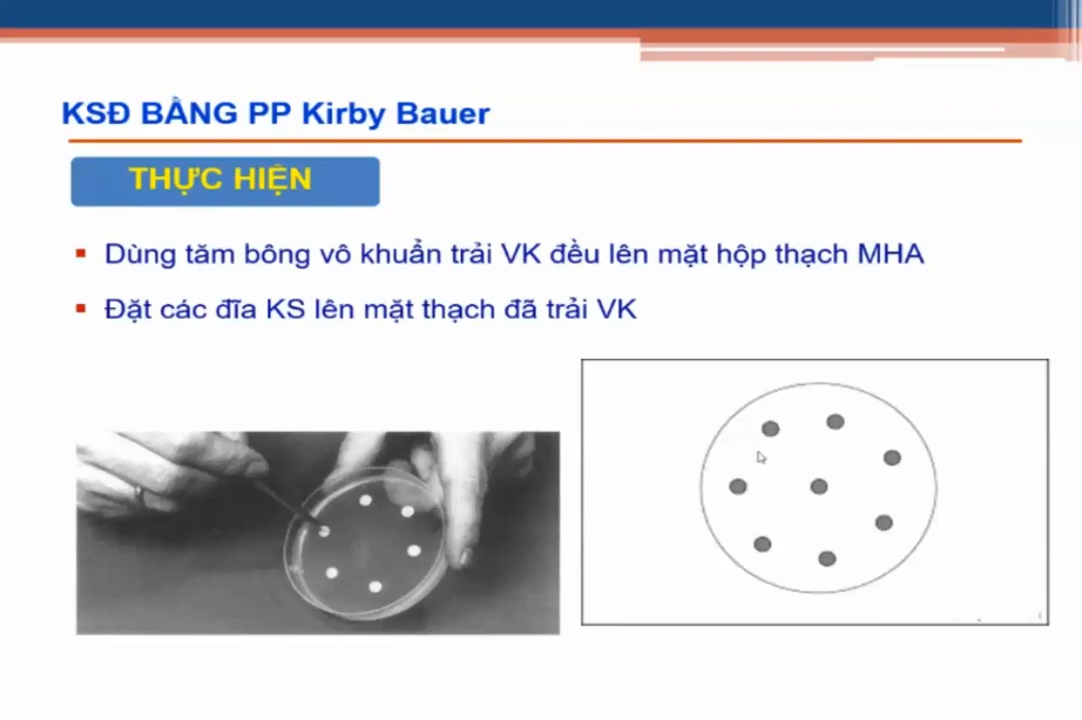 KSĐ BẰNG PP Kirby Bauer
THỰC HIỆN
Dùng tăm bông vô khuẩn trải VK đều lên mặt hộp thạch MHA
Đặt các đĩa KS lên mặt thạch đã trải VK